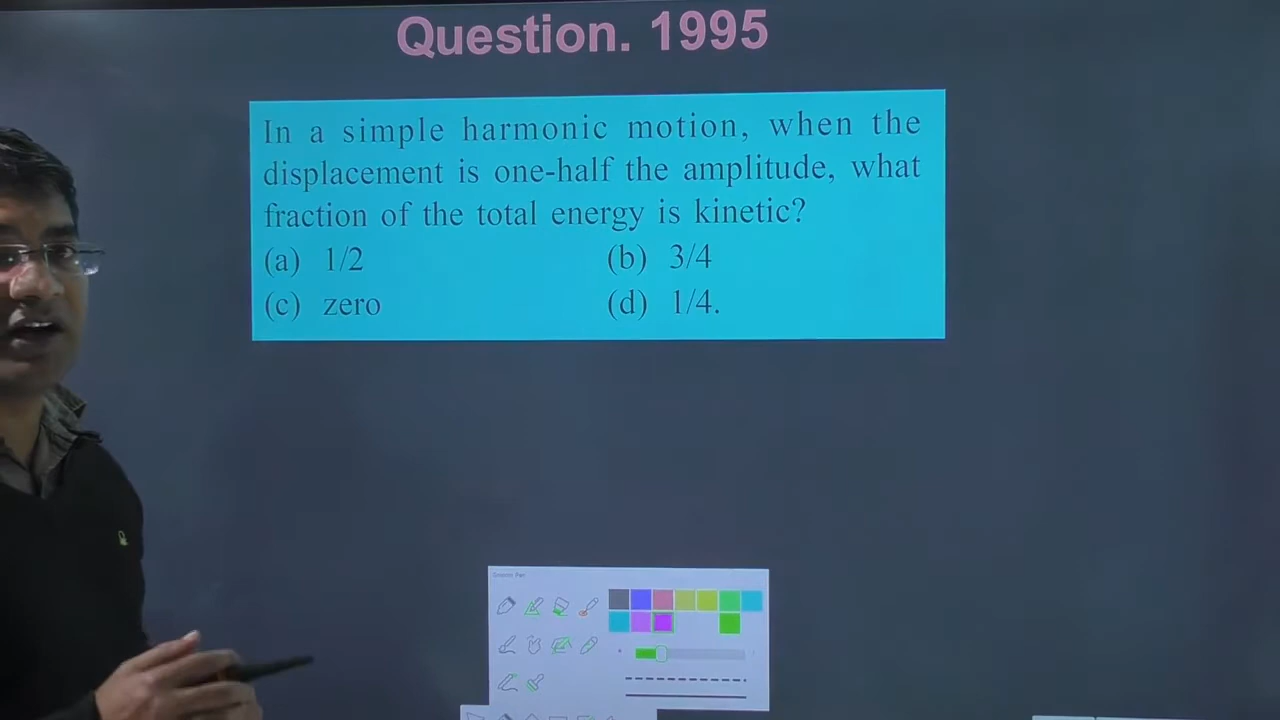 Question. 1995
In a simple harmonic motion, when the
displacement is one-half the amplitude, what
fraction of the total energy is kinetic?
(a) 1/2 (b) 3/4
(c) zero (d) 1/4.